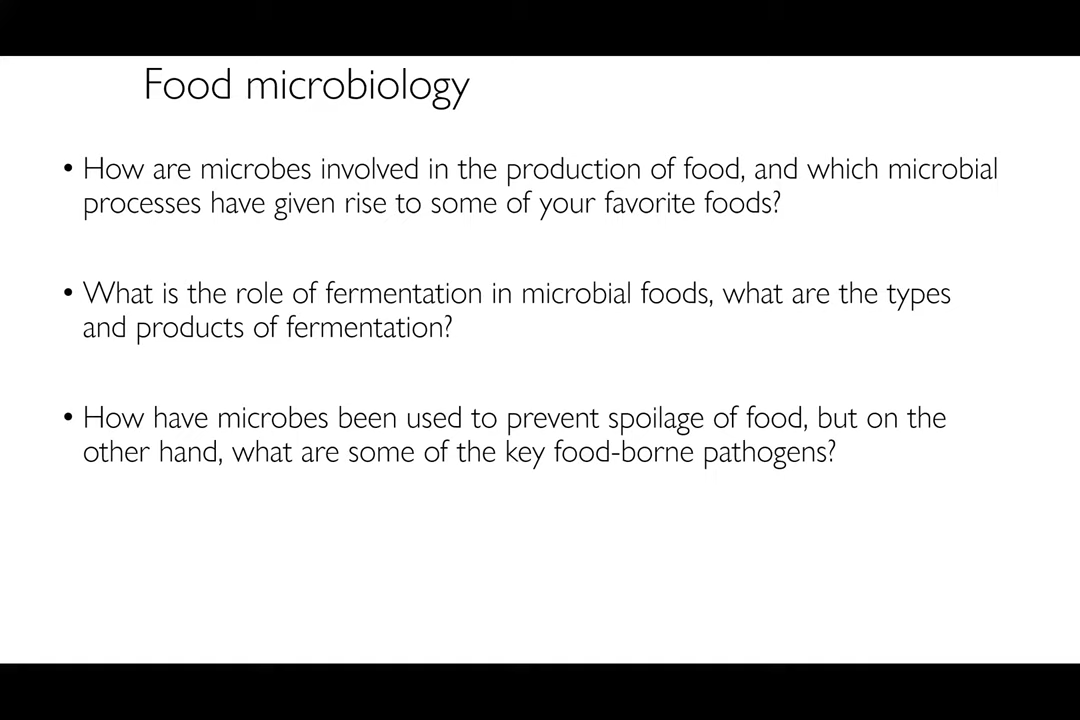 Food microbiology
• How are microbes involved in the production of food, and which microbial
processes have given rise to some of your favorite foods?
• What is the role of fermentation in microbial foods, what are the types
and products of fermentation?
• How have microbes been used to prevent spoilage of food, but on the
other hand, what are some of the key food-borne pathogens?